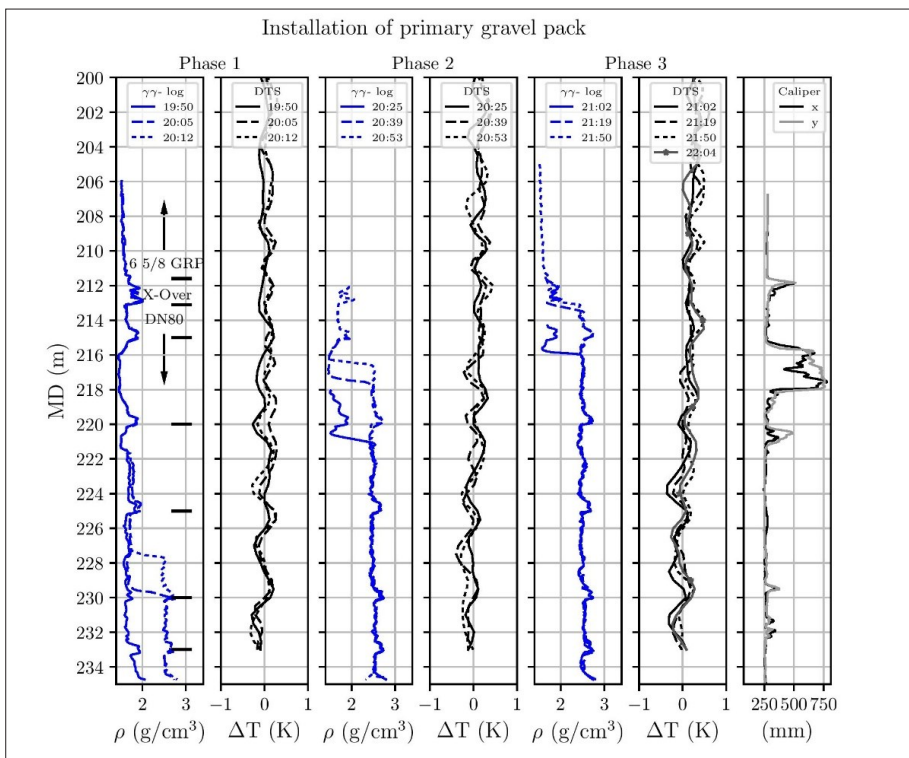 Installation of primary gravel pack
Phase 1 Phase 2 Phase 3
γγ- log
19:50
20:05
20:12
DTS
19:50
20:05
20:12
γγ- log
20:25
20:39
20:53
DTS
20:25
20:39
20:53
γγ- log
21:02
21:19
21:50
DTS
21:02
21:19
21:50
22:04
Caliper
x
y
MD (m)
200
202
204
206
208
210
212
214
216
218
220
222
224
226
228
230
232
234
6 5/8 GRP
X-Over
DN80
2 3 −1 0 1 2 3 −1 0 1 2 3 −1 0 1 250 500 750
ρ (g/cm³) ΔT (K) ρ (g/cm³) ΔT (K) ρ (g/cm³) ΔT (K) (mm)